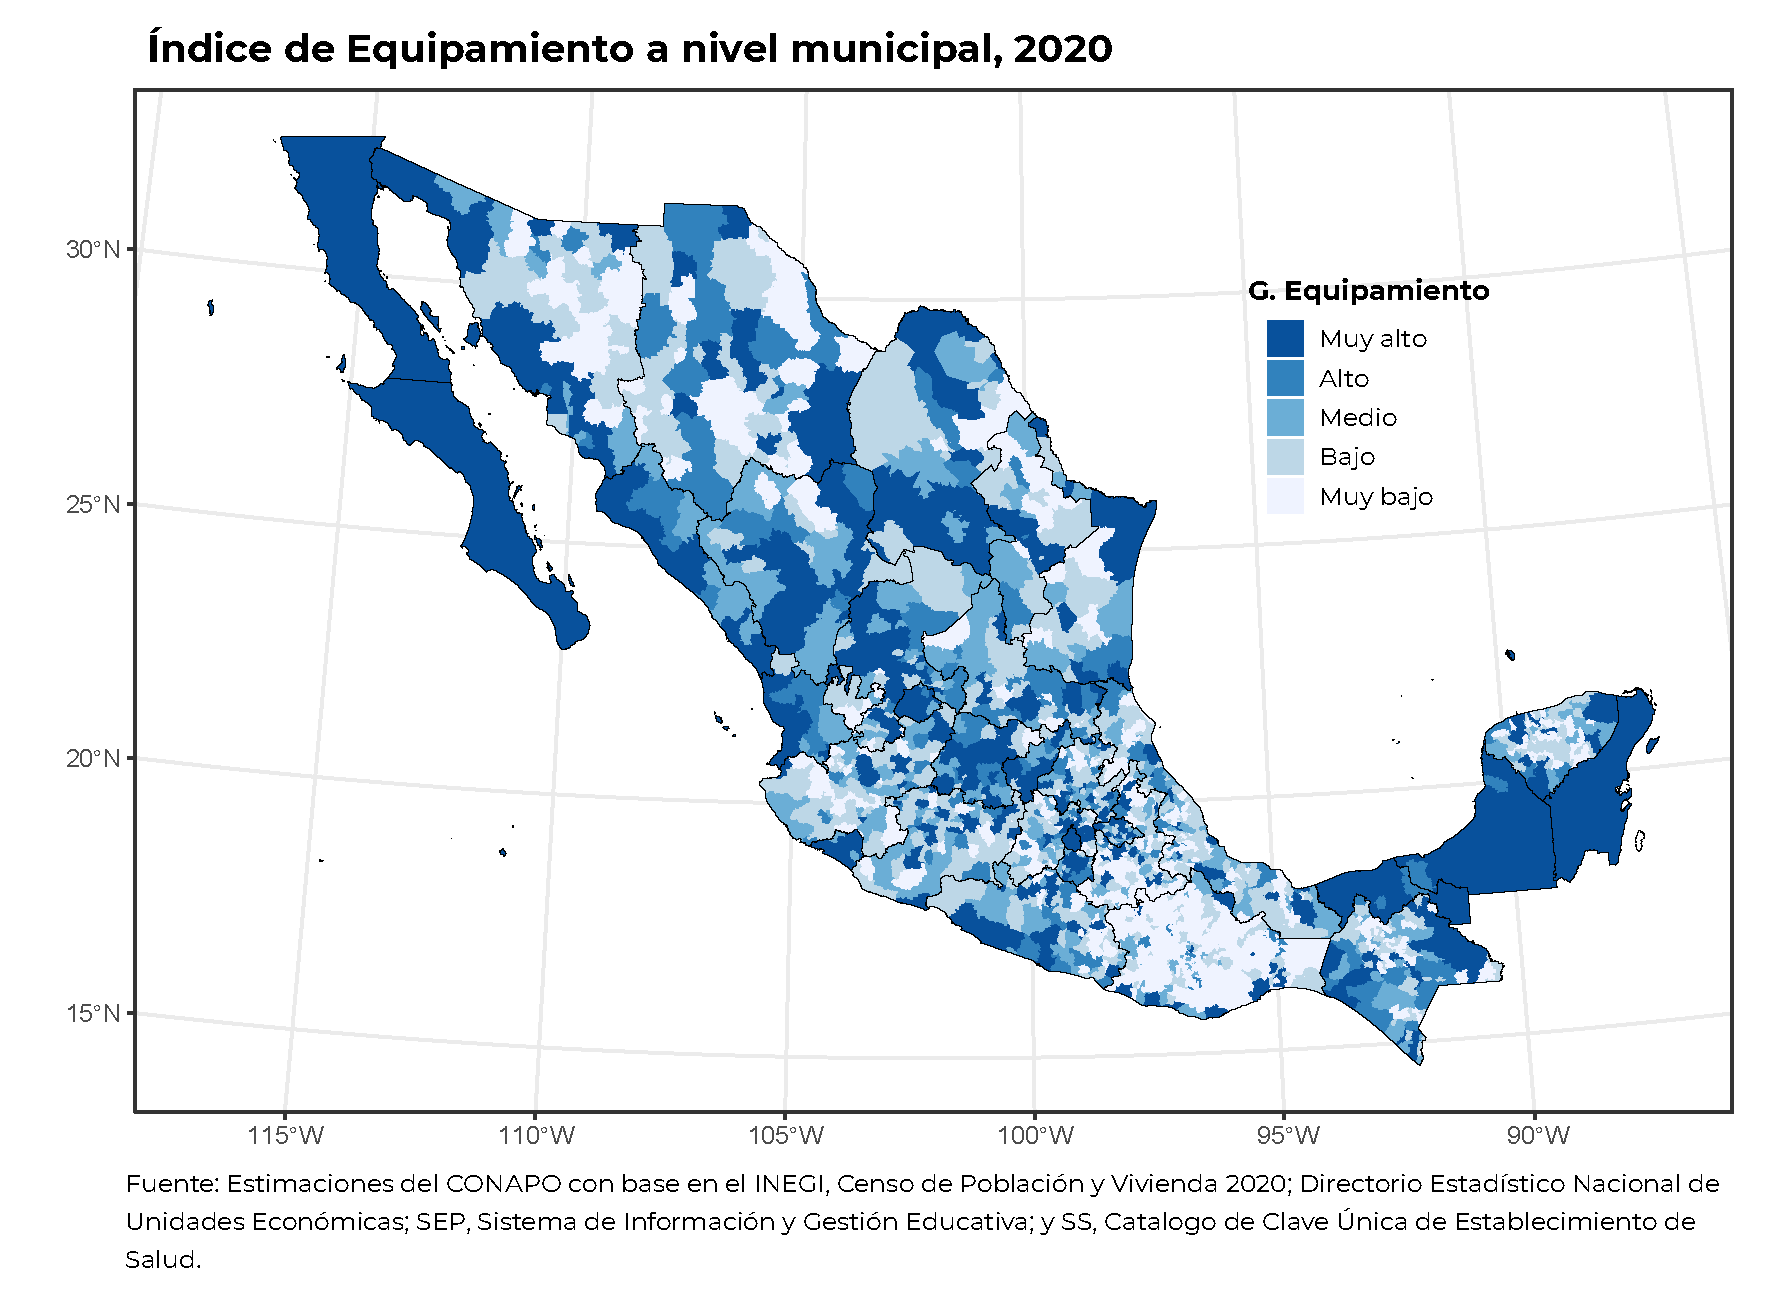 Índice de Equipamiento a nivel municipal, 2020
G. Equipamiento
Muy alto
Alto
Medio
Bajo
Muy bajo
30°N
25°N
20°N
15°N
115°W
110°W
105°W
100°W
95°W
90°W
Fuente: Estimaciones del CONAPO con base en el INEGI, Censo de Población y Vivienda 2020; Directorio Estadístico Nacional de
Unidades Económicas; SEP, Sistema de Información y Gestión Educativa; y SS, Catalogo de Clave Única de Establecimiento de
Salud.